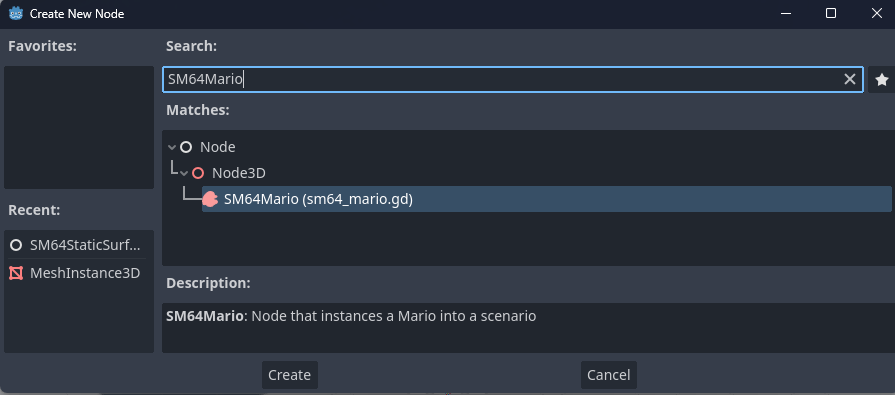 Create New Node
Favorites:
Search:
SM64Mario
Matches:
Node
Node3D
SM64Mario (sm64_mario.gd)
Recent:
SM64StaticSurf...
MeshInstance3D
Description:
SM64Mario: Node that instances a Mario into a scenario
Create
Cancel